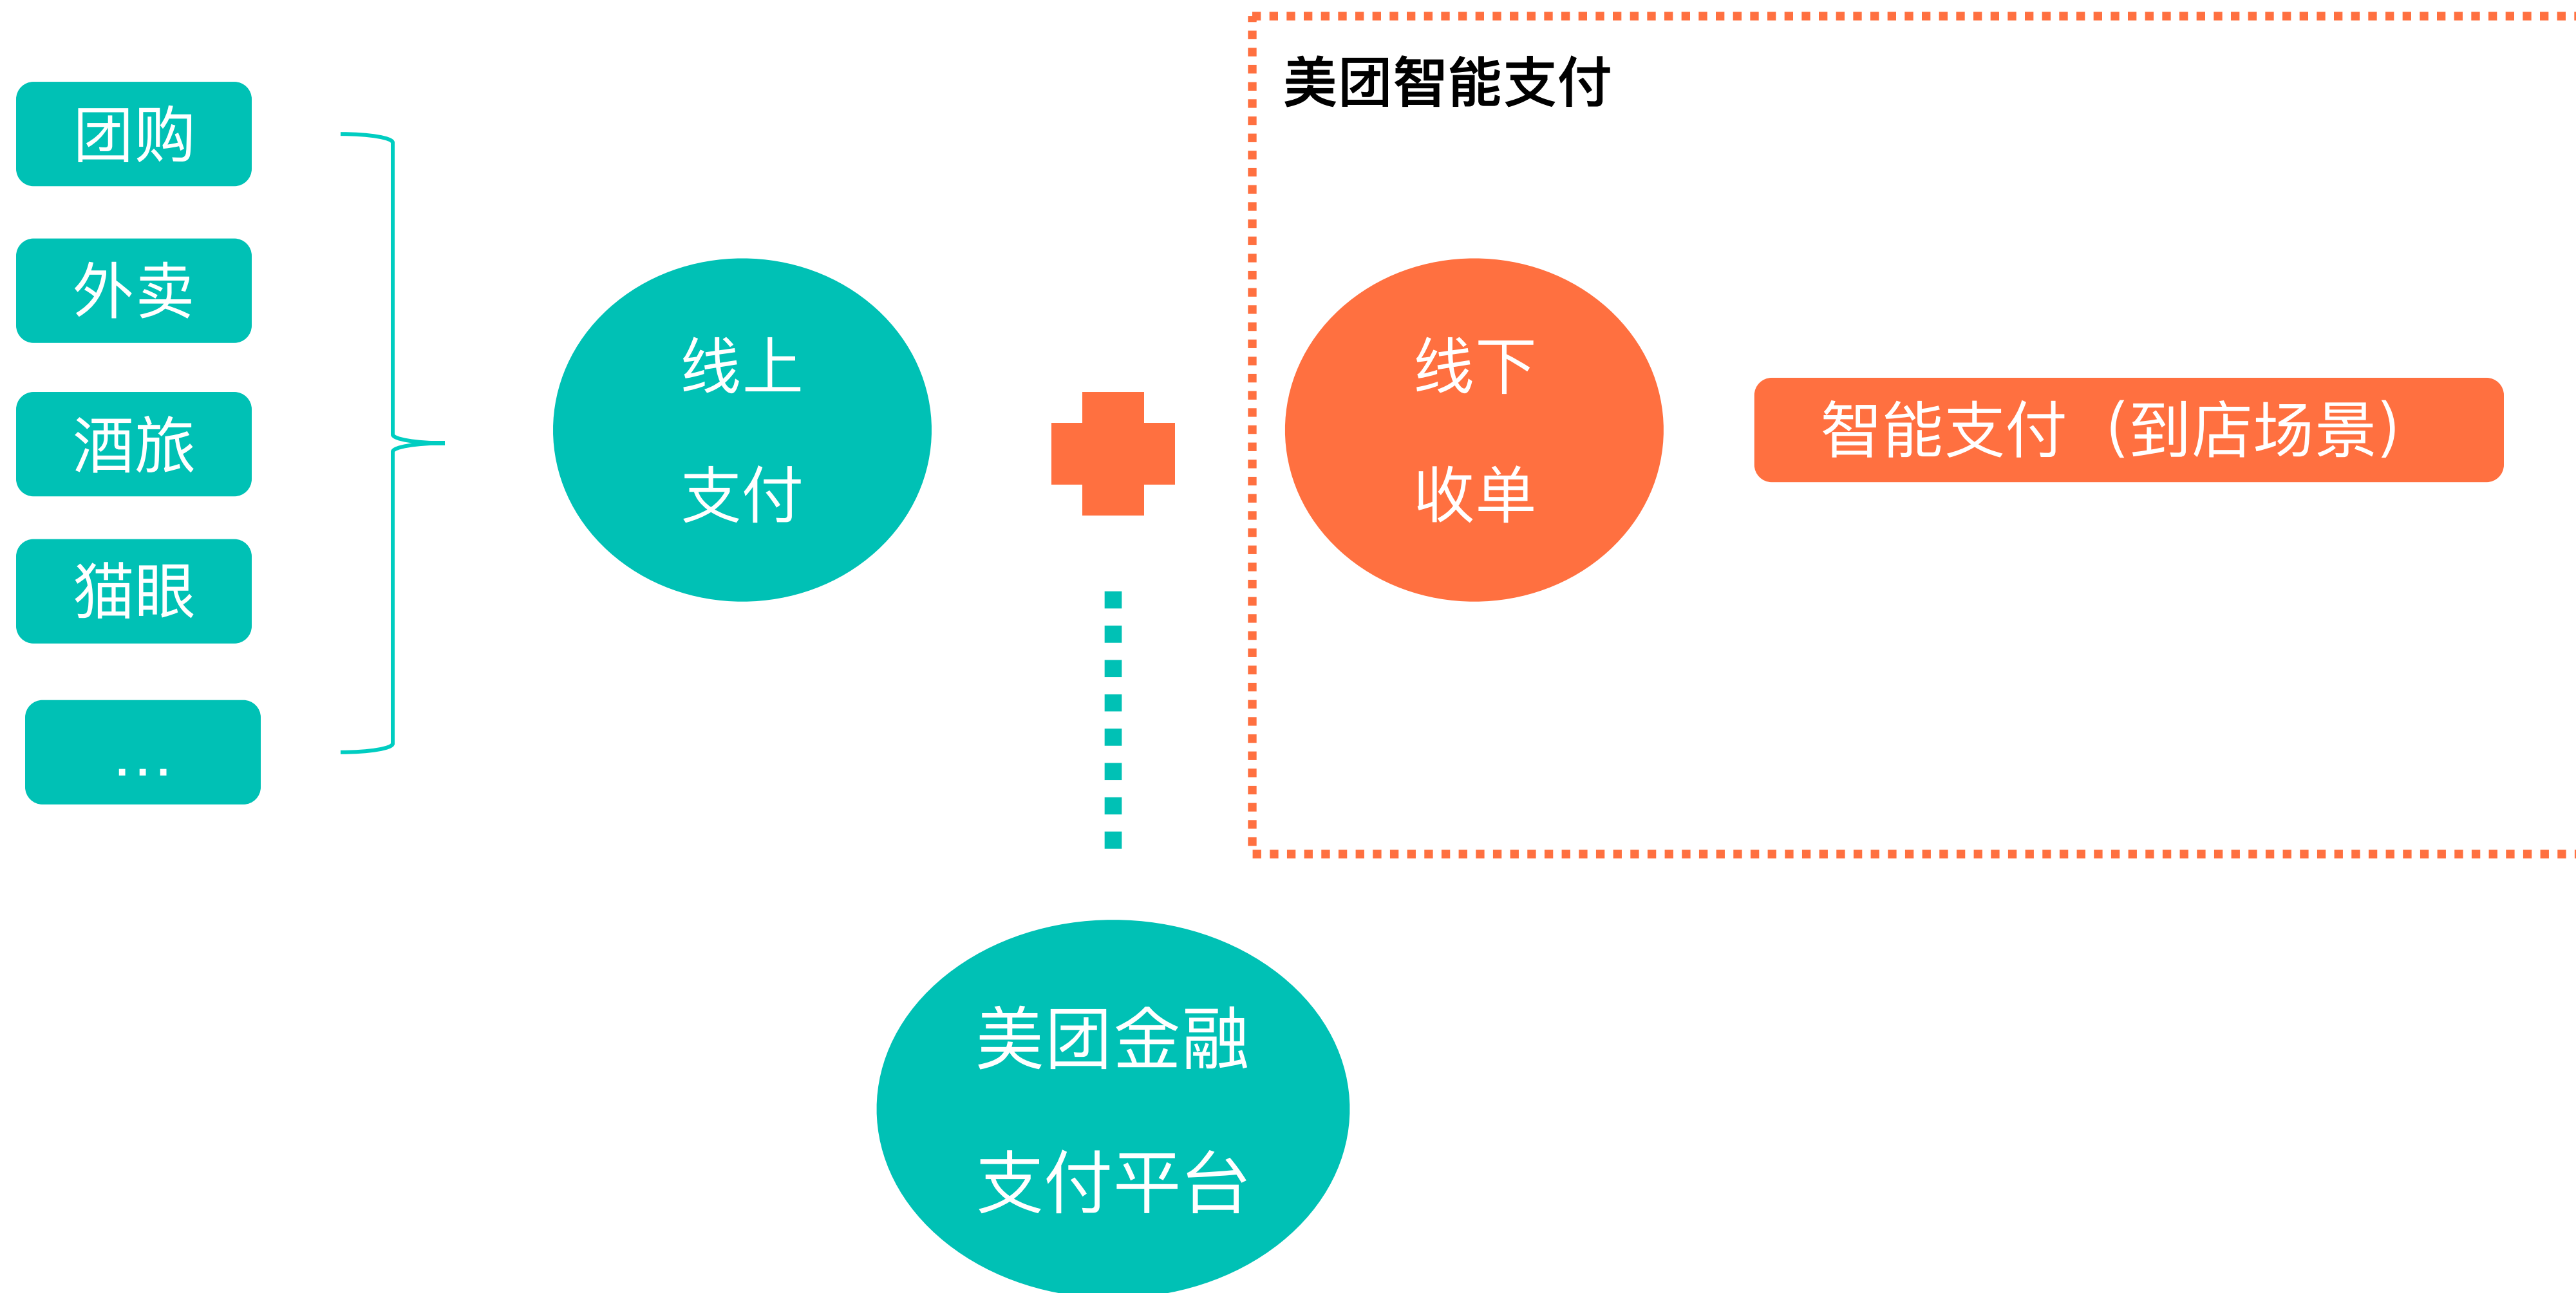 美团智能支付
团购
外卖
酒旅
猫眼
...
线上
支付
线下
收单
智能支付（到店场景）
美团金融
支付平台